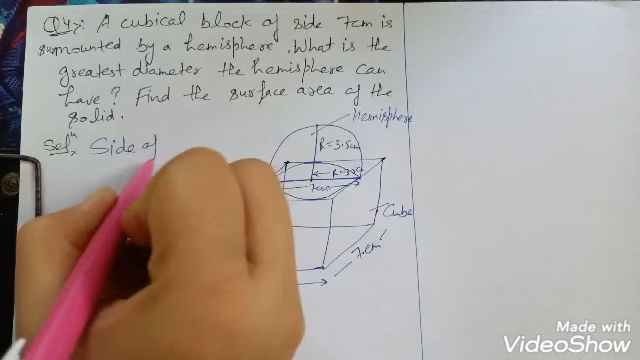 Q4: A cubical block of side 7cm is
surmounted by a hemisphere. What is the
greatest diameter the hemisphere can
have? Find the surface area of the
solid.
Soln Side of
Hemisphere
R = 3.5cm
7cm
Cube
7cm
Made with
VideoShow